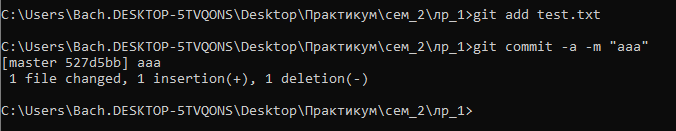 C:\Users\Bach.DESKTOP-5TVQONS\Desktop\Практикум\сем_2\лр_1>git add test.txt
C:\Users\Bach.DESKTOP-5TVQONS\Desktop\Практикум\сем_2\лр_1>git commit -a -m "aaa"
[master 527d5bb] aaa
 1 file changed, 1 insertion(+), 1 deletion(-)
C:\Users\Bach.DESKTOP-5TVQONS\Desktop\Практикум\сем_2\лр_1>